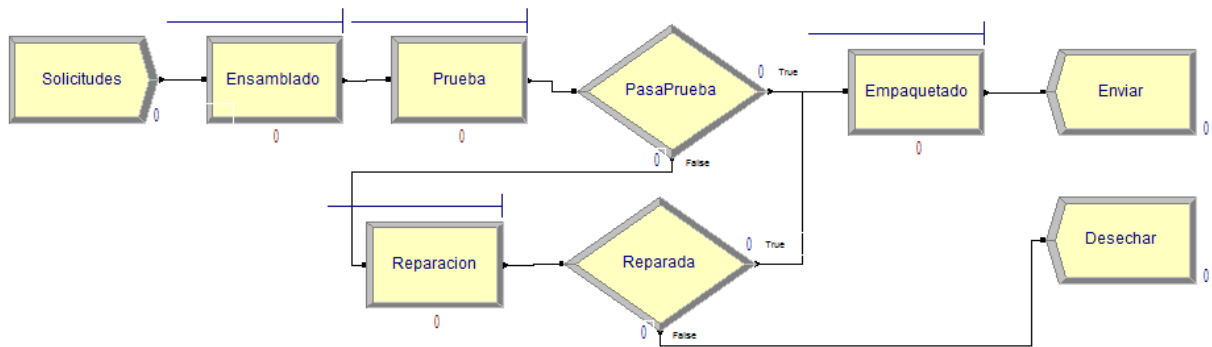 Solicitudes
0
Ensamblado
0
Prueba
0
PasaPrueba
0
True
0
False
Empaquetado
0
Enviar
0
Reparacion
0
Reparada
0
True
0
False
Desechar
0